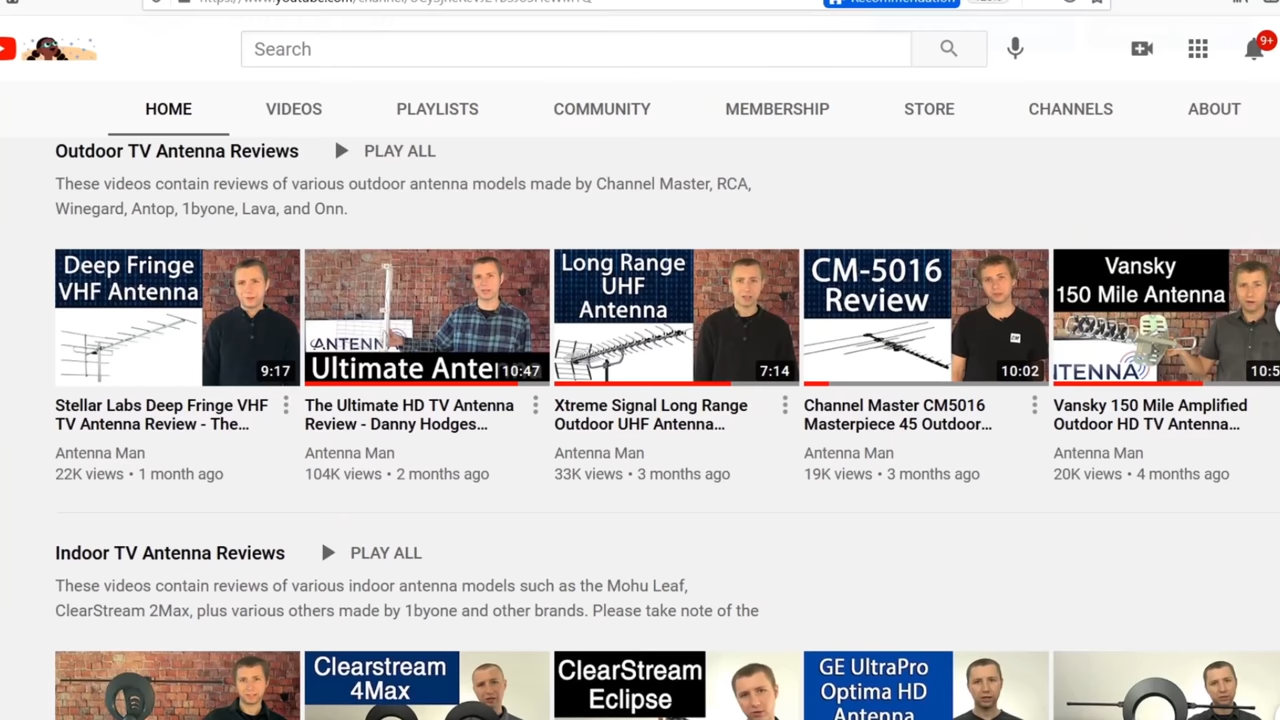 Recommendation
9+
Search
HOME VIDEOS PLAYLISTS COMMUNITY MEMBERSHIP STORE CHANNELS ABOUT
Outdoor TV Antenna Reviews PLAY ALL
These videos contain reviews of various outdoor antenna models made by Channel Master, RCA,
Winegard, Antop, 1byone, Lava, and Onn.
Deep Fringe
VHF Antenna
9:17
ANTENN
Ultimate Ante
10:47
Long Range
UHF
Antenna
7:14
CM-5016
Review
10:02
Vansky
150 Mile Antenna
NTENNA
10:5
Stellar Labs Deep Fringe VHF
TV Antenna Review - The...
Antenna Man
22K views • 1 month ago
The Ultimate HD TV Antenna
Review - Danny Hodges...
Antenna Man
104K views • 2 months ago
Xtreme Signal Long Range
Outdoor UHF Antenna...
Antenna Man
33K views • 3 months ago
Channel Master CM5016
Masterpiece 45 Outdoor...
Antenna Man
19K views • 3 months ago
Vansky 150 Mile Amplified
Outdoor HD TV Antenna...
Antenna Man
20K views • 4 months ago
Indoor TV Antenna Reviews PLAY ALL
These videos contain reviews of various indoor antenna models such as the Mohu Leaf,
ClearStream 2Max, plus various others made by 1byone and other brands. Please take note of the
Clearstream
4Max
ClearStream
Eclipse
GE UltraPro
Optima HD
Antenna